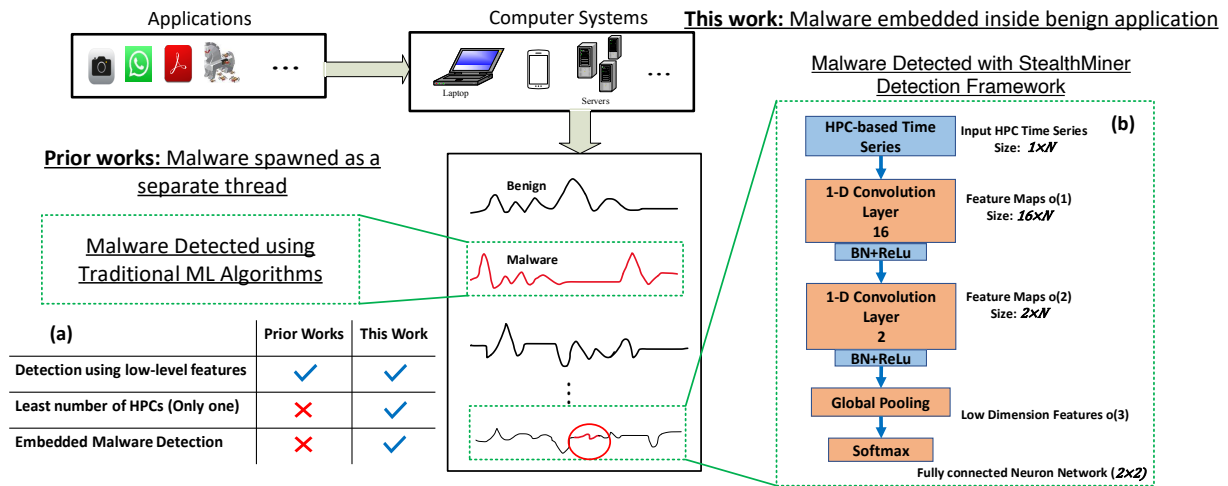 Applications
Computer Systems
This work: Malware embedded inside benign application
...
Laptop
Servers
...
Prior works: Malware spawned as a
separate thread
Malware Detected using
Traditional ML Algorithms
Benign
Malware
(a)
Prior Works
This Work
Detection using low-level features
Least number of HPCs (Only one)
Embedded Malware Detection
Malware Detected with StealthMiner
Detection Framework
(b)
HPC-based Time
Series
Input HPC Time Series
Size: 1×N
1-D Convolution
Layer
16
Feature Maps o(1)
Size: 16×N
BN+ReLu
1-D Convolution
Layer
2
Feature Maps o(2)
Size: 2×N
BN+ReLu
Global Pooling
Low Dimension Features o(3)
Softmax
Fully connected Neuron Network (2×2)